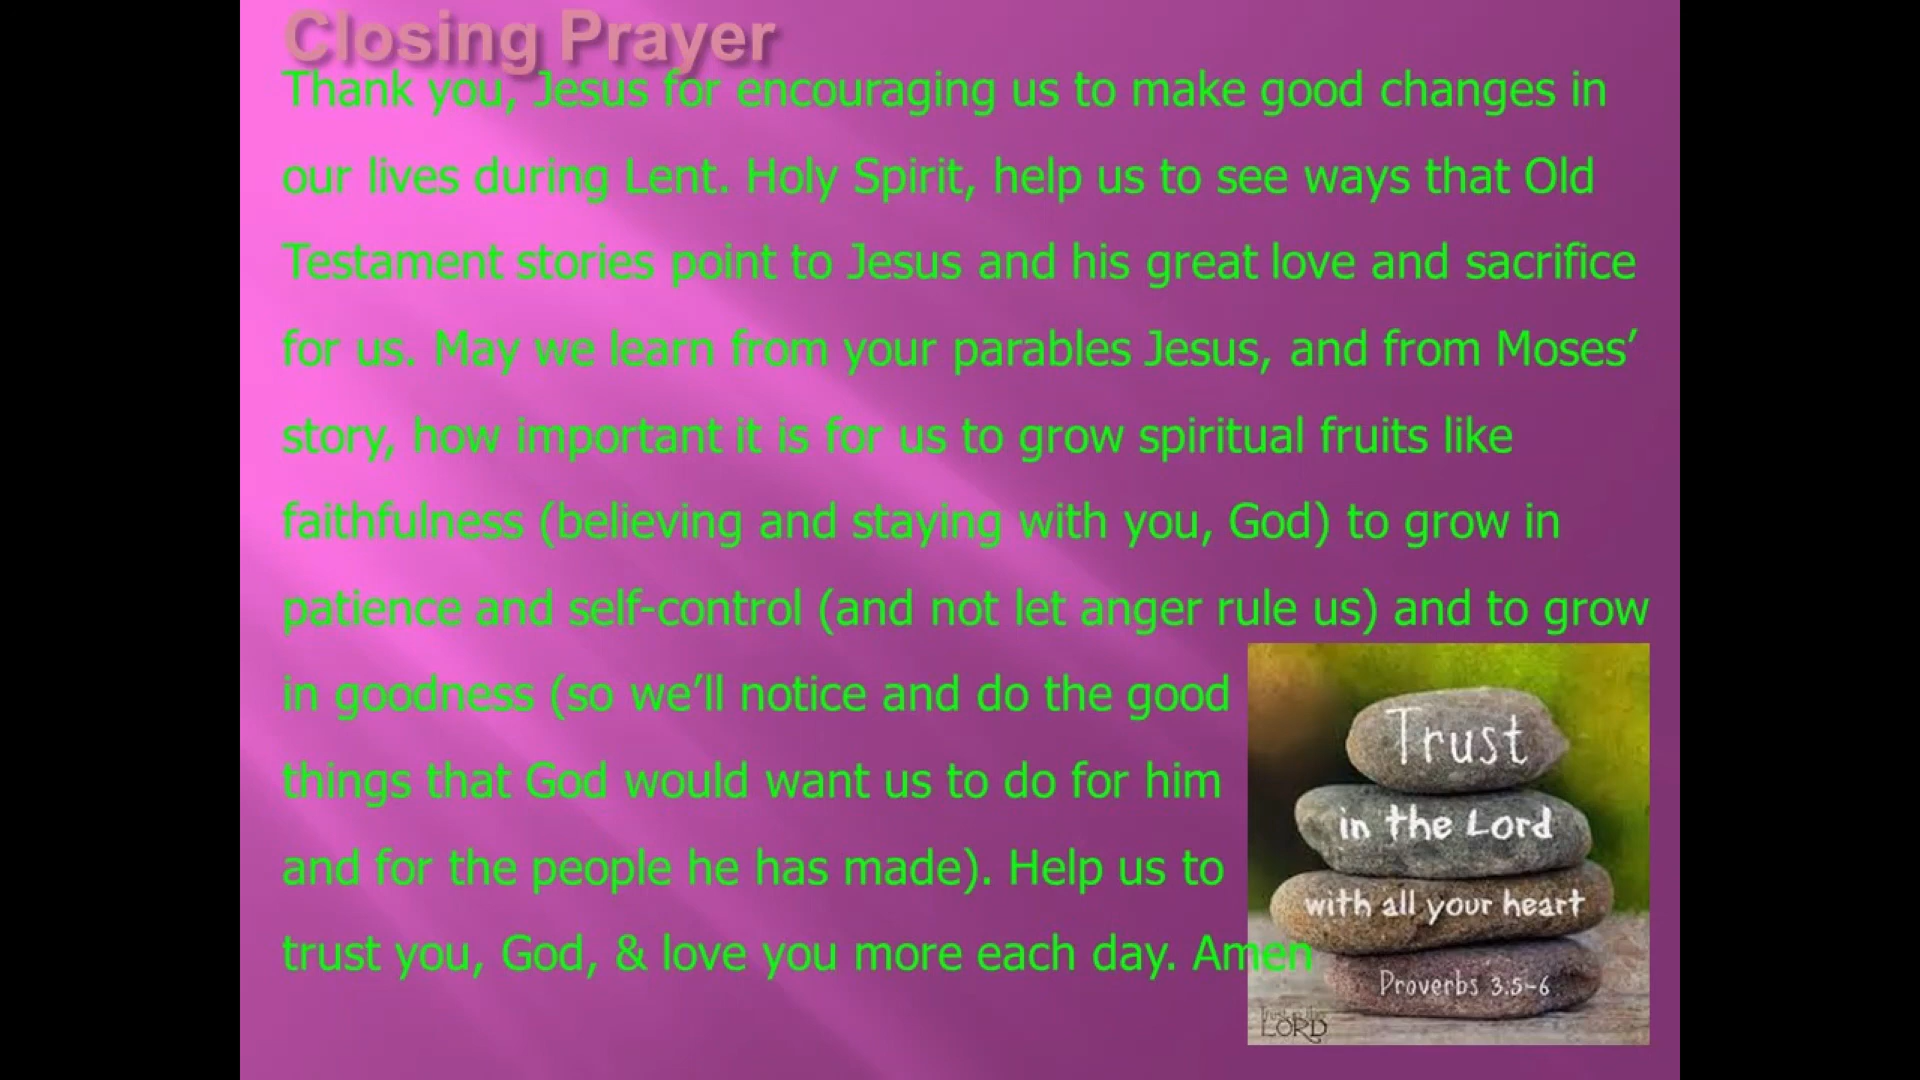 Closing Prayer
Thank you, Jesus for encouraging us to make good changes in
our lives during Lent. Holy Spirit, help us to see ways that Old
Testament stories point to Jesus and his great love and sacrifice
for us. May we learn from your parables Jesus, and from Moses’
story, how important it is for us to grow spiritual fruits like
faithfulness (believing and staying with you, God) to grow in
patience and self-control (and not let anger rule us) and to grow
in goodness (so we’ll notice and do the good
things that God would want us to do for him
and for the people he has made). Help us to
trust you, God, & love you more each day. Amen
Trust
in the Lord
with all your heart
Proverbs 3.5-6
Trust in the
LORD